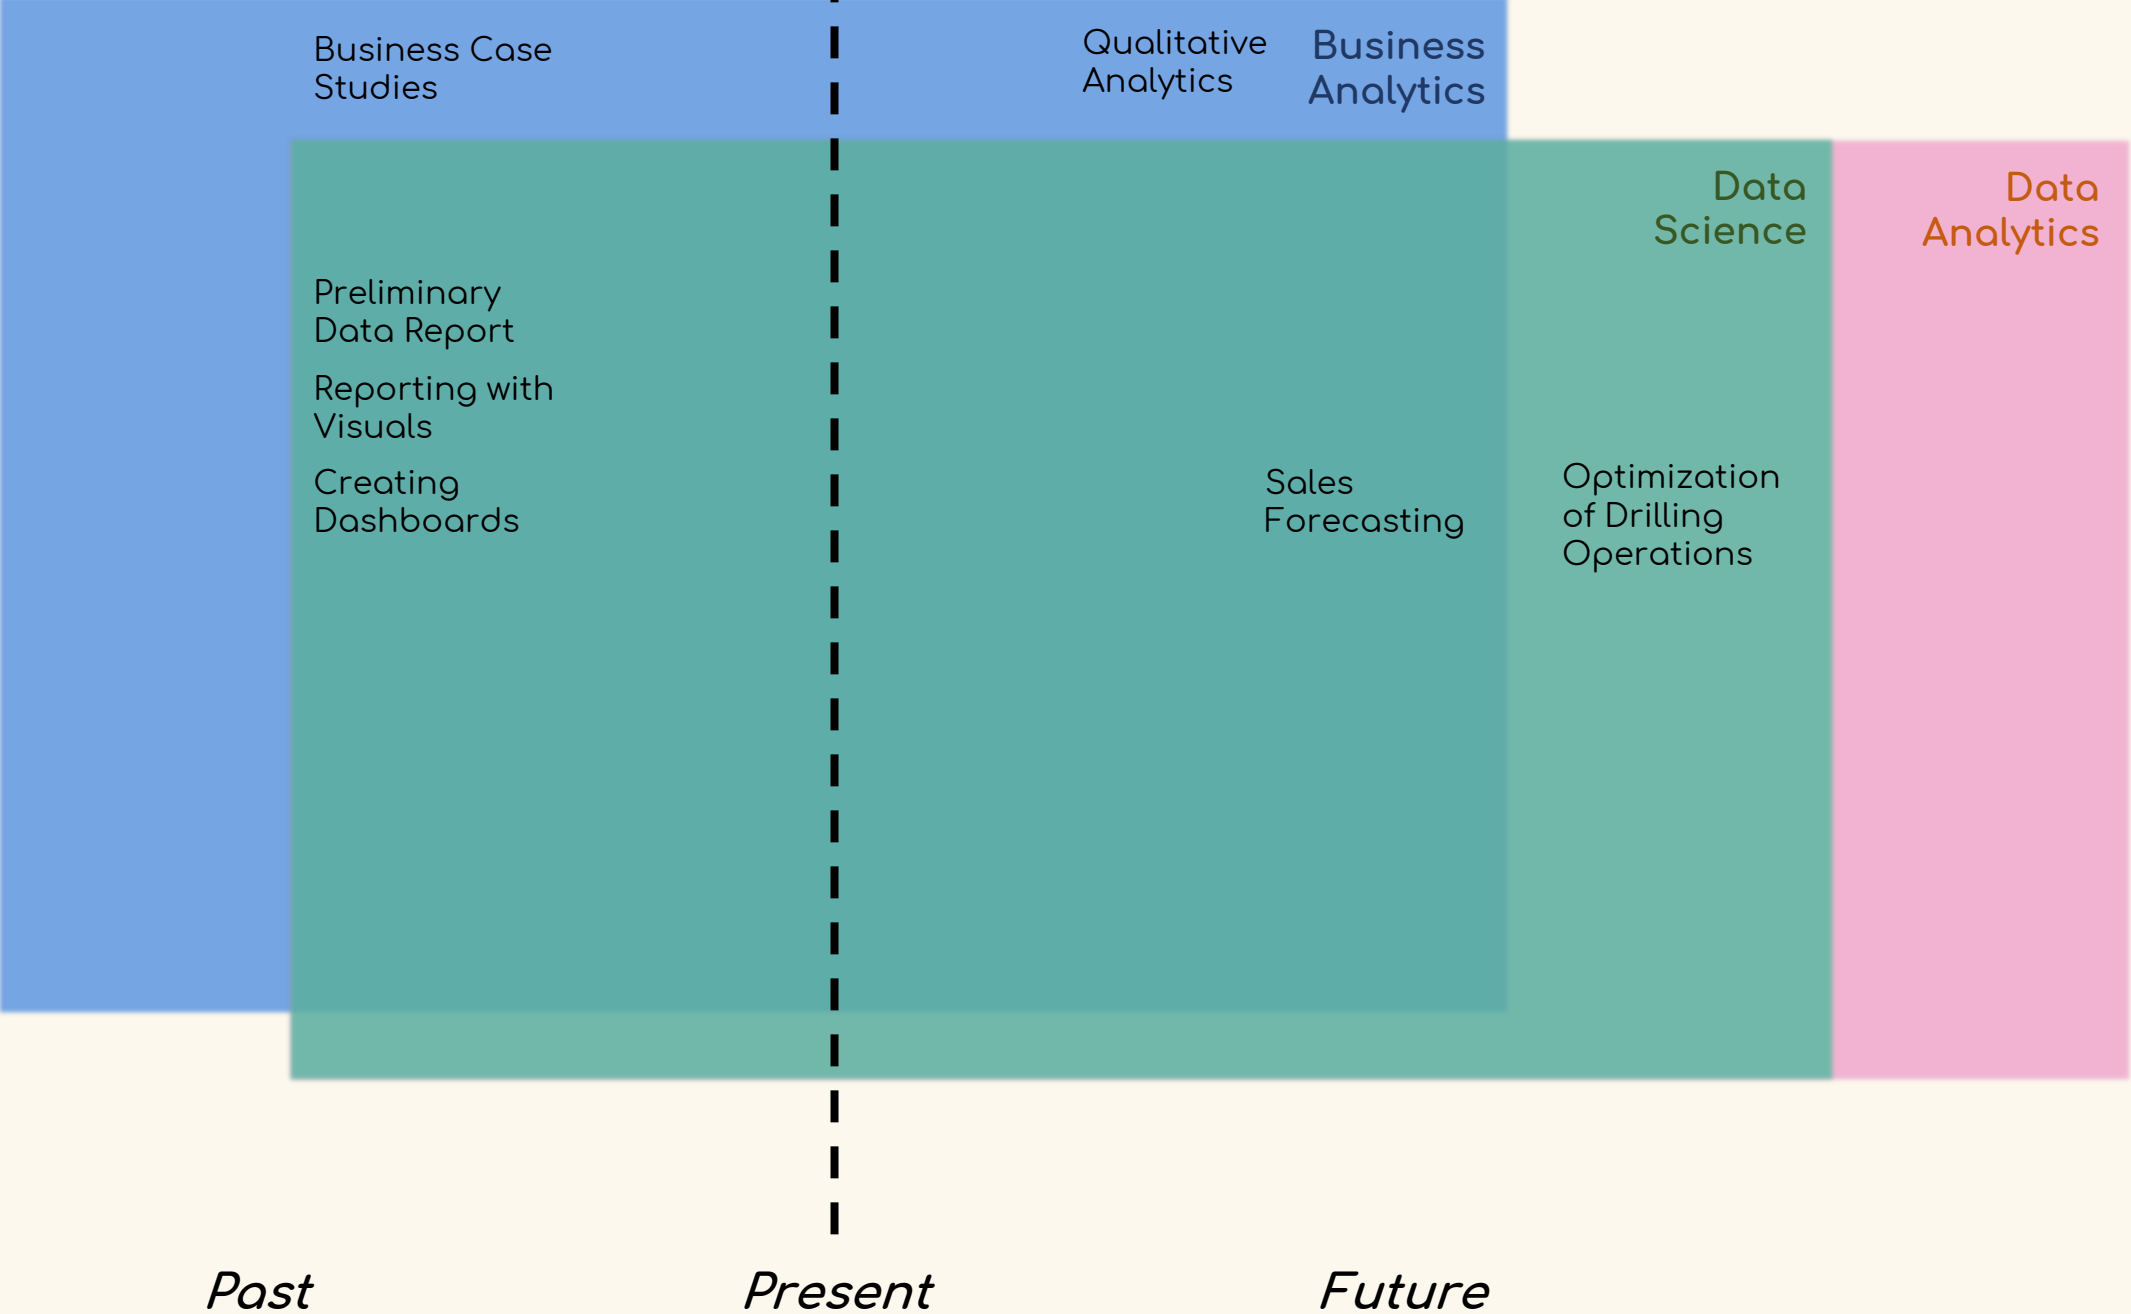 Business Case
Studies
Qualitative
Analytics
Business
Analytics
Data
Science
Data
Analytics
Preliminary
Data Report
Reporting with
Visuals
Creating
Dashboards
Sales
Forecasting
Optimization
of Drilling
Operations
Past
Present
Future